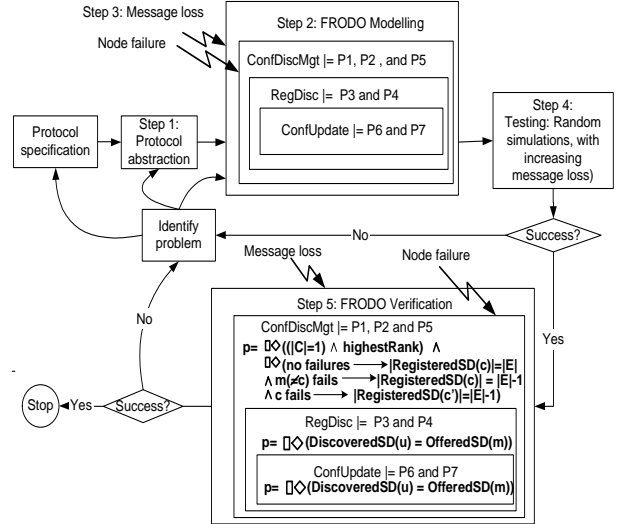 Step 3: Message loss
Node failure
Step 2: FRODO Modelling
ConfDiscMgt |= P1, P2 , and P5
RegDisc |= P3 and P4
ConfUpdate |= P6 and P7
Protocol
specification
Step 1:
Protocol
abstraction
Step 4:
Testing: Random
simulations, with
increasing
message loss)
Identify
problem
No
Success?
Message loss
Node failure
Yes
No
Step 5: FRODO Verification
ConfDiscMgt |= P1, P2 and P5
p= ▯◇((|C|=1) ∧ highestRank) ∧
▯◇(no failures ⟶|RegisteredSD(c)|=|E|
∧ m(≠c) fails ⟶|RegisteredSD(c)| = |E|-1
∧ c fails ⟶ |RegisteredSD(c')|=|E|-1)
Stop
Yes
Success?
RegDisc |= P3 and P4
p= ▯◇(DiscoveredSD(u) = OfferedSD(m))
ConfUpdate |= P6 and P7
p= ▯◇(DiscoveredSD(u) = OfferedSD(m))